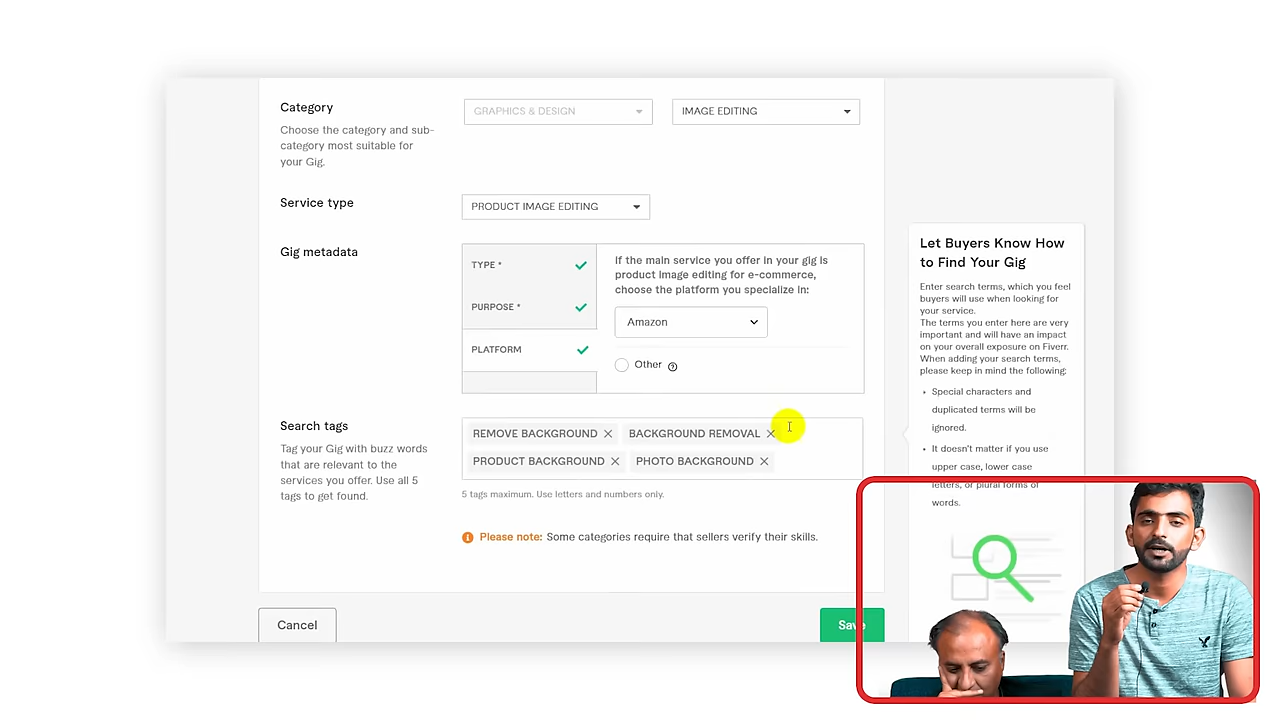 Category
Choose the category and sub-
category most suitable for
your Gig.
GRAPHICS & DESIGN
IMAGE EDITING
Service type
PRODUCT IMAGE EDITING
Gig metadata
TYPE *
PURPOSE *
PLATFORM
If the main service you offer in your gig is
product image editing for e-commerce,
choose the platform you specialize in:
Amazon
Other
Search tags
Tag your Gig with buzz words
that are relevant to the
services you offer. Use all 5
tags to get found.
REMOVE BACKGROUND
BACKGROUND REMOVAL
PRODUCT BACKGROUND
PHOTO BACKGROUND
5 tags maximum. Use letters and numbers only.
Please note: Some categories require that sellers verify their skills.
Cancel
Save
Let Buyers Know How
to Find Your Gig
Enter search terms, which you feel
buyers will use when looking for
your service.
The terms you enter here are very
important and will have an impact
on your overall exposure on Fiverr.
When adding your search terms,
please keep in mind the following:
• Special characters and
duplicated terms will be
ignored.
• It doesn't matter if you use
upper case, lower case
letters, or plural forms of
words.